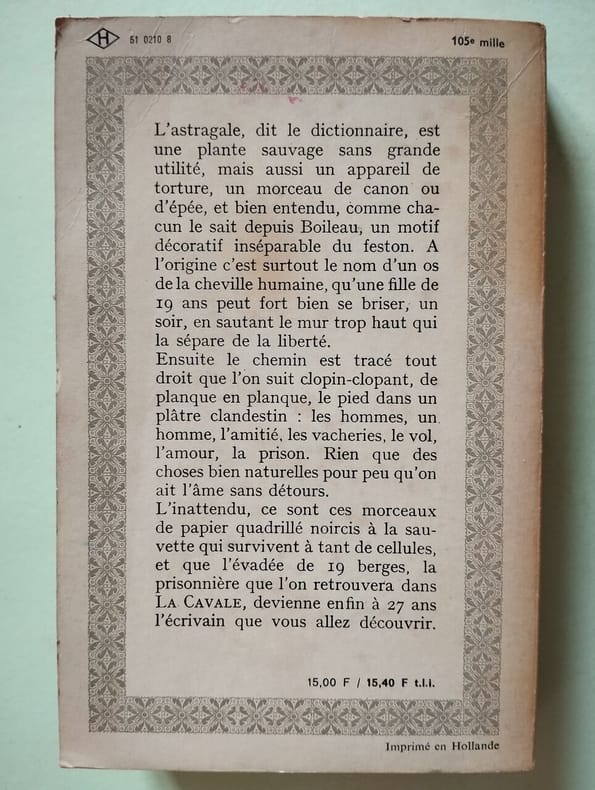 H 51 0210 8
105e mille
L'astragale, dit le dictionnaire, est
une plante sauvage sans grande
utilité, mais aussi un appareil de
torture, un morceau de canon ou
d'épée, et bien entendu, comme cha-
cun le sait depuis Boileau, un motif
décoratif inséparable du feston. A
l'origine c'est surtout le nom d'un os
de la cheville humaine, qu'une fille de
19 ans peut fort bien se briser, un
soir, en sautant le mur trop haut qui
la sépare de la liberté.
Ensuite le chemin est tracé tout
droit que l'on suit clopin-clopant, de
planque en planque, le pied dans un
plâtre clandestin : les hommes, un
homme, l'amitié, les vacheries, le vol,
l'amour, la prison. Rien que des
choses bien naturelles pour peu qu'on
ait l'âme sans détours.
L'inattendu, ce sont ces morceaux
de papier quadrillé noircis à la sau-
vette qui survivent à tant de cellules,
et que l'évadée de 19 berges, la
prisonnière que l'on retrouvera dans
LA CAVALE, devienne enfin à 27 ans
l'écrivain que vous allez découvrir.
15,00 F / 15,40 F t.l.i.
Imprimé en Hollande